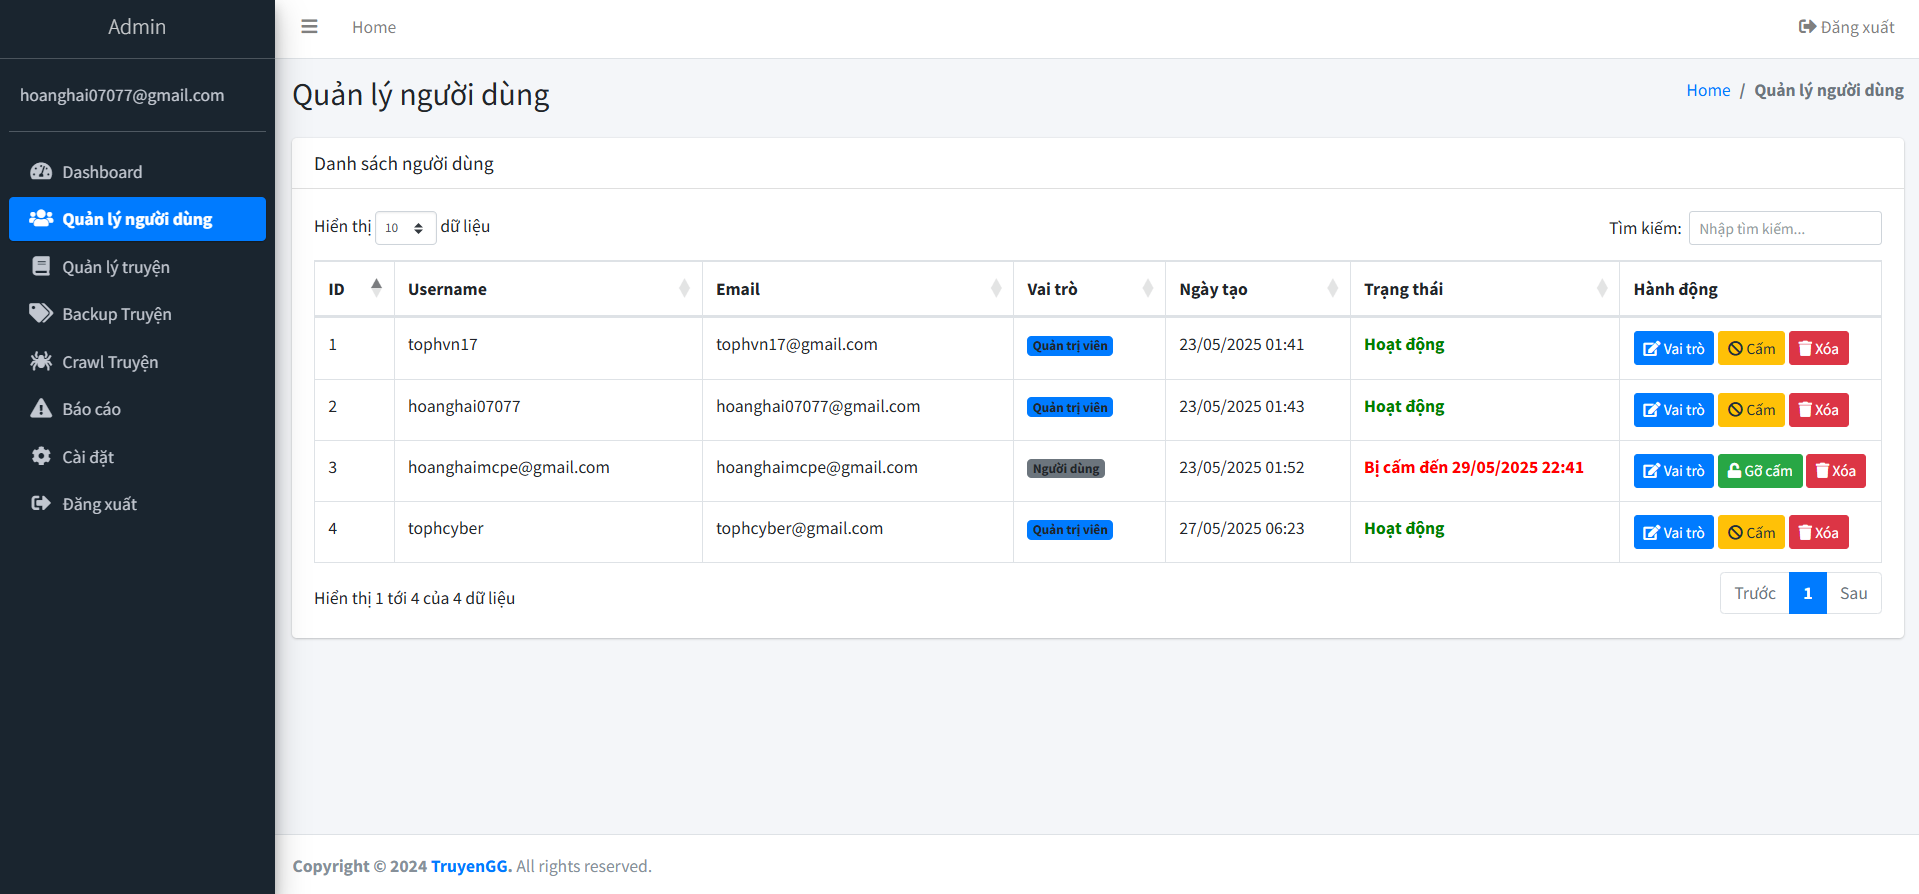 Admin
Home
Đăng xuất
hoanghai07077@gmail.com
Dashboard
Quản lý người dùng
Quản lý truyện
Backup Truyện
Crawl Truyện
Báo cáo
Cài đặt
Đăng xuất
Quản lý người dùng
Home / Quản lý người dùng
Danh sách người dùng
Hiển thị 10 dữ liệu
Tìm kiếm: Nhập tìm kiếm...
ID Username Email Vai trò Ngày tạo Trạng thái Hành động
1 tophvn17 tophvn17@gmail.com Quản trị viên 23/05/2025 01:41 Hoạt động Vai trò Cấm Xóa
2 hoanghai07077 hoanghai07077@gmail.com Quản trị viên 23/05/2025 01:43 Hoạt động Vai trò Cấm Xóa
3 hoanghaimcpe@gmail.com hoanghaimcpe@gmail.com Người dùng 23/05/2025 01:52 Bị cấm đến 29/05/2025 22:41 Vai trò Gỡ cấm Xóa
4 tophcyber tophcyber@gmail.com Quản trị viên 27/05/2025 06:23 Hoạt động Vai trò Cấm Xóa
Hiển thị 1 tới 4 của 4 dữ liệu
Trước 1 Sau
Copyright © 2024 TruyenGG. All rights reserved.